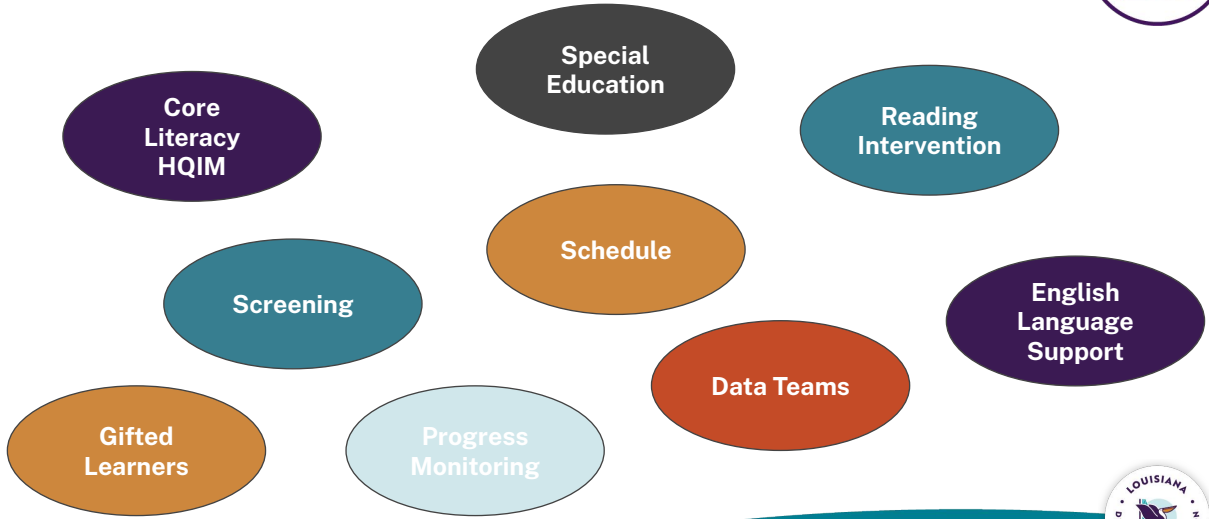 Special
Education
Core
Literacy
HQIM
Reading
Intervention
Schedule
Screening
English
Language
Support
Data Teams
Gifted
Learners
Progress
Monitoring
LOUISIANA